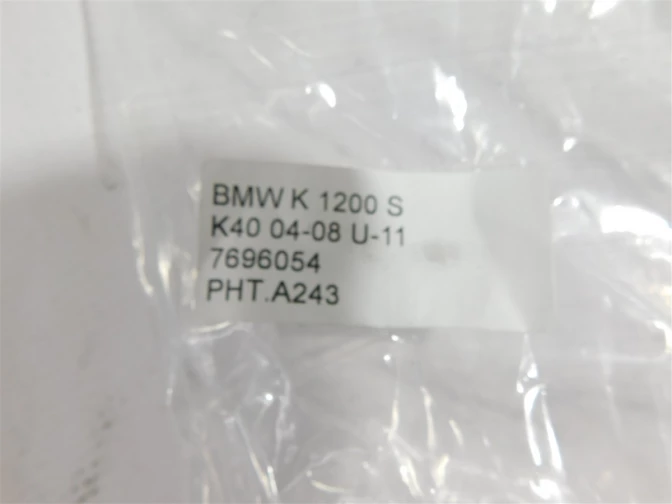 BMW K 1200 S
K40 04-08 U-11
7696054
PHT.A243